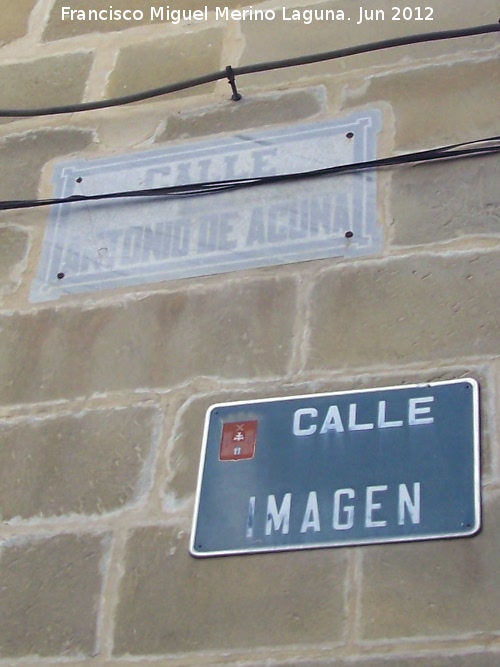 Francisco Miguel Merino Laguna. Jun 2012
CALLE
ANTONIO DE ACUÑA
CALLE
IMAGEN